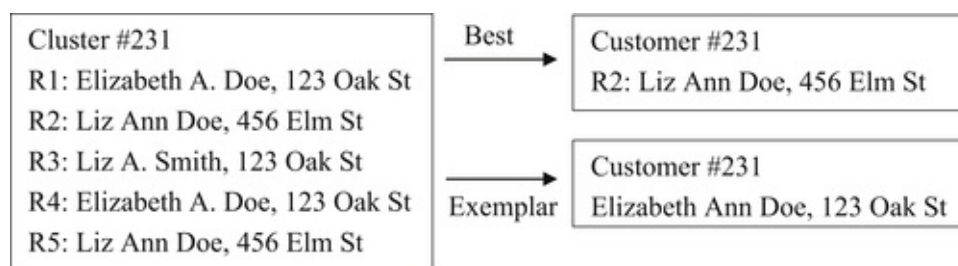 Cluster #231
R1: Elizabeth A. Doe, 123 Oak St
R2: Liz Ann Doe, 456 Elm St
R3: Liz A. Smith, 123 Oak St
R4: Elizabeth A. Doe, 123 Oak St
R5: Liz Ann Doe, 456 Elm St
Best
Customer #231
R2: Liz Ann Doe, 456 Elm St
Exemplar
Customer #231
Elizabeth Ann Doe, 123 Oak St